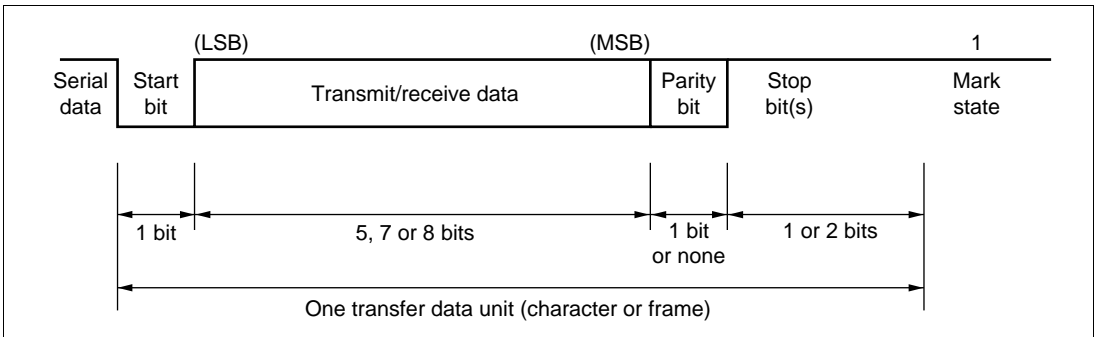 (LSB) (MSB) 1
Serial data
Start bit
Transmit/receive data
Parity bit
Stop bit(s)
Mark state
1 bit
5, 7 or 8 bits
1 bit or none
1 or 2 bits
One transfer data unit (character or frame)